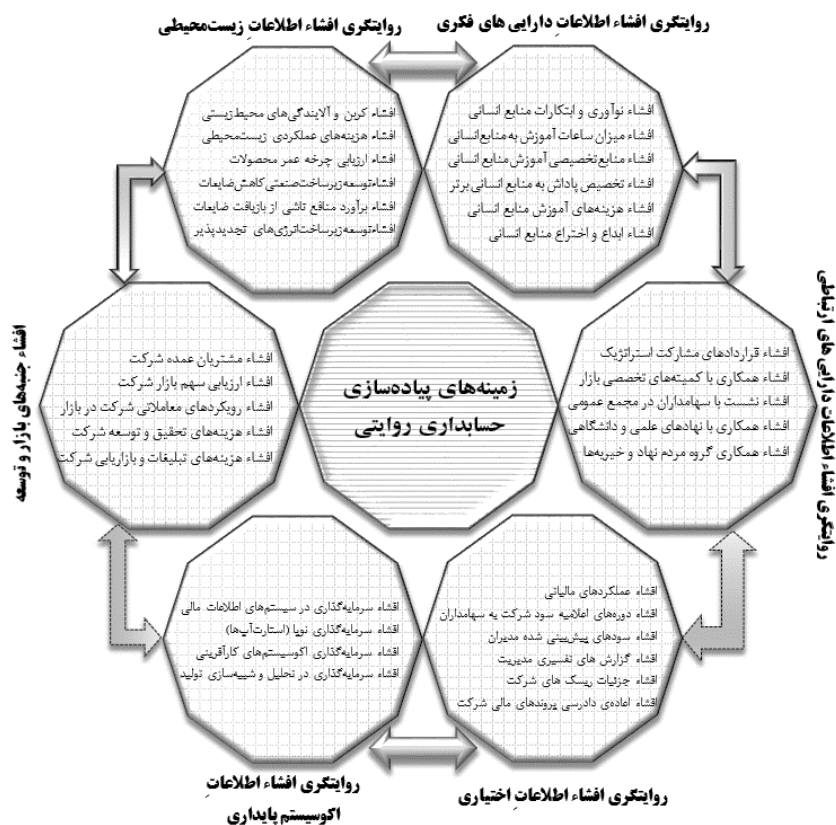 روایتگری افشاء اطلاعاتِ دارایی های فکری
افشاء نوآوری و ابتکارات منابع انسانی
افشاء میزان ساعات آموزش به منابع‌انسانی
افشاء منابع‌تخصیصی آموزش منابع انسانی
افشاء تخصیص پاداش به منابع انسانی برتر
افشاء هزینه‌های آموزش منابع انسانی
افشاء ابداع و اختراع منابع انسانی
روایتگری افشاء اطلاعاتِ زیست‌محیطی
افشاء کربن و آلایندگی‌های محیط‌زیستی
افشاء هزینه‌های عملکردی زیست‌محیطی
افشاء ارزیابی چرخه عمر محصولات
افشاءتوسعه زیرساخت‌صنعتی کاهش‌ضایعات
افشاء برآورد منافع ناشی از بازیافت ضایعات
افشاءتوسعه‌زیرساخت‌انرژی‌های تجدیدپذیر
روایتگری افشاء اطلاعات دارایی های ارتباطی
افشاء قراردادهای مشارکت استراتژیک
افشاء همکاری با کمیته‌های تخصصی بازار
افشاء نشست با سهامداران در مجمع عمومی
افشاء همکاری با نهادهای علمی و دانشگاهی
افشاء همکاری گروه مردم نهاد و خیریه‌ها
زمینه‌های پیاده‌سازی
حسابداری روایتی
افشاء جنبه‌های بازار و توسعه
افشاء مشتریان عمده شرکت
افشاء ارزیابی سهم بازار شرکت
افشاء رویکردهای معاملاتی شرکت در بازار
افشاء هزینه‌های تحقیق و توسعه شرکت
افشاء هزینه‌های تبلیغات و بازاریابی شرکت
افشاء عملکردهای مالیاتی
افشاء دوره‌های اعلامیه سود شرکت به سهامداران
افشاء سودهای پیش‌بینی شده مدیران
افشاء گزارش های تفسیری مدیریت
افشاء جزئیات ریسک های شرکت
افشاء اعاده‌ی دادرسی پروندهای مالی شرکت
روایتگری افشاء اطلاعاتِ اختیاری
افشاء سرمایه‌گذاری در سیستم‌های اطلاعات مالی
افشاء سرمایه‌گذاری نوپا (استارت‌آپ‌ها)
افشاء سرمایه‌گذاری اکوسیستم‌های کارآفرینی
افشاء سرمایه‌گذاری در تحلیل و شبیه‌سازی تولید
روایتگری افشاء اطلاعاتِ
اکوسیستم پایداری